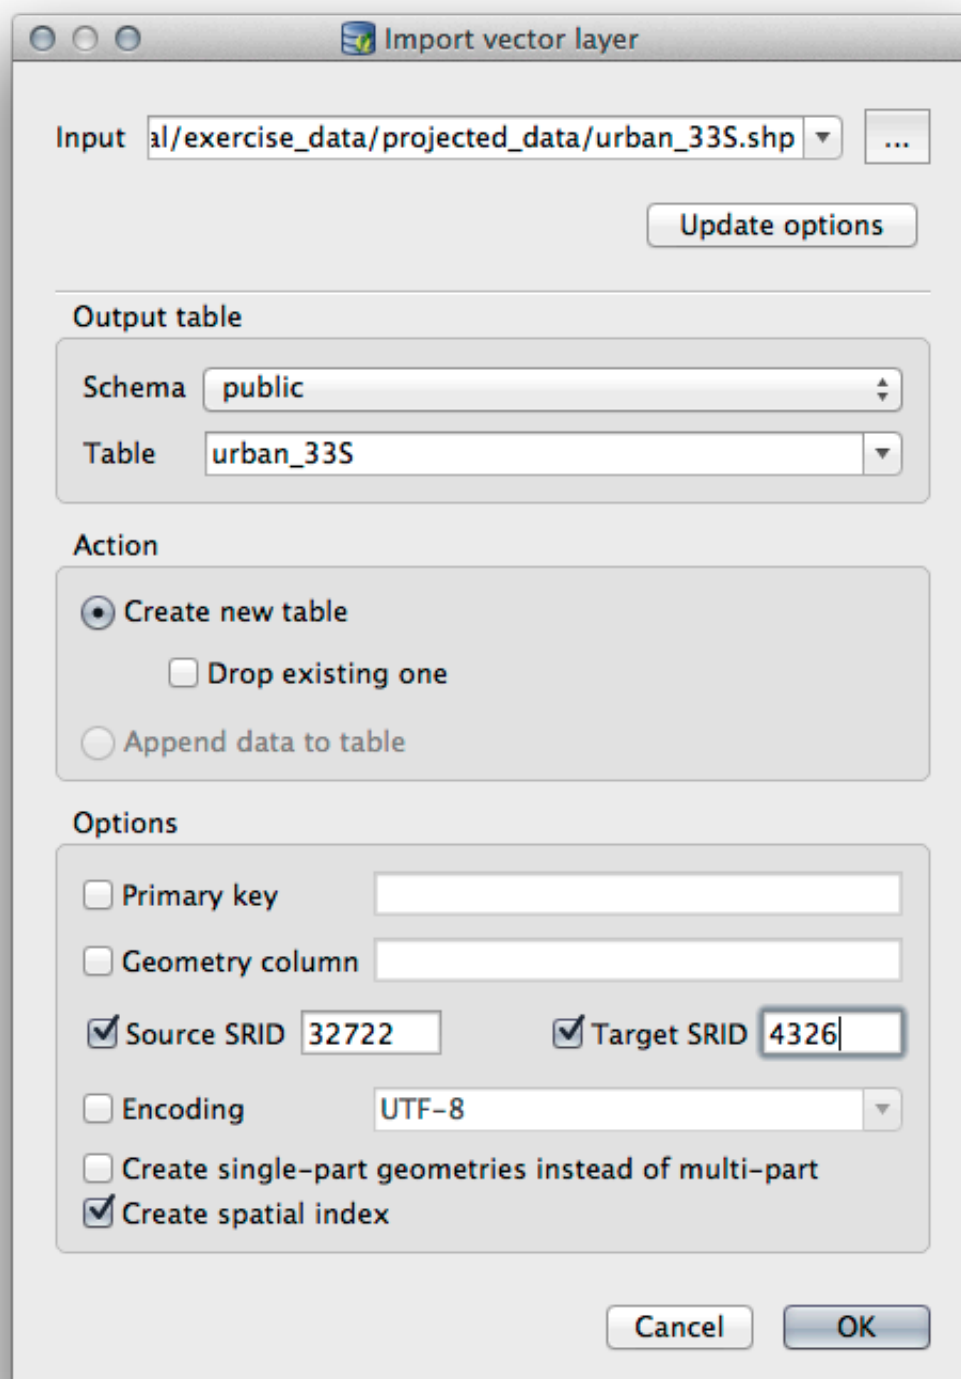 Import vector layer
Input al/exercise_data/projected_data/urban_33S.shp ...
Update options
Output table
Schema public
Table urban_33S
Action
Create new table
Drop existing one
Append data to table
Options
Primary key
Geometry column
Source SRID 32722 Target SRID 4326
Encoding UTF-8
Create single-part geometries instead of multi-part
Create spatial index
Cancel OK